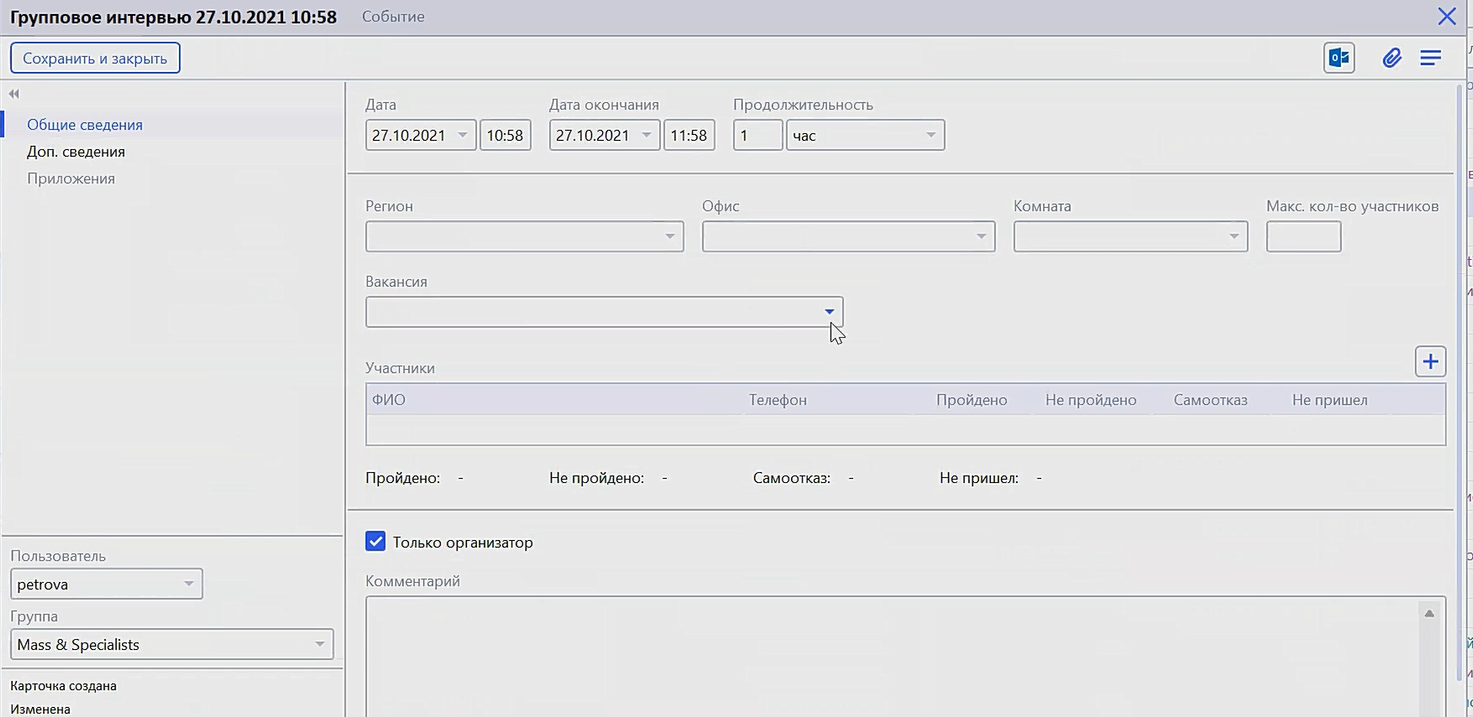 Групповое интервью 27.10.2021 10:58 Событие
Сохранить и закрыть
Общие сведения
Доп. сведения
Приложения
Дата Дата окончания Продолжительность
27.10.2021 10:58 27.10.2021 11:58 1 час
Регион Офис Комната Макс. кол-во участников
Вакансия
Участники
ФИО Телефон Пройдено Не пройдено Самоотказ Не пришел
Пройдено: - Не пройдено: - Самоотказ: - Не пришел: -
Только организатор
Комментарий
Пользователь
petrova
Группа
Mass & Specialists
Карточка создана
Изменена